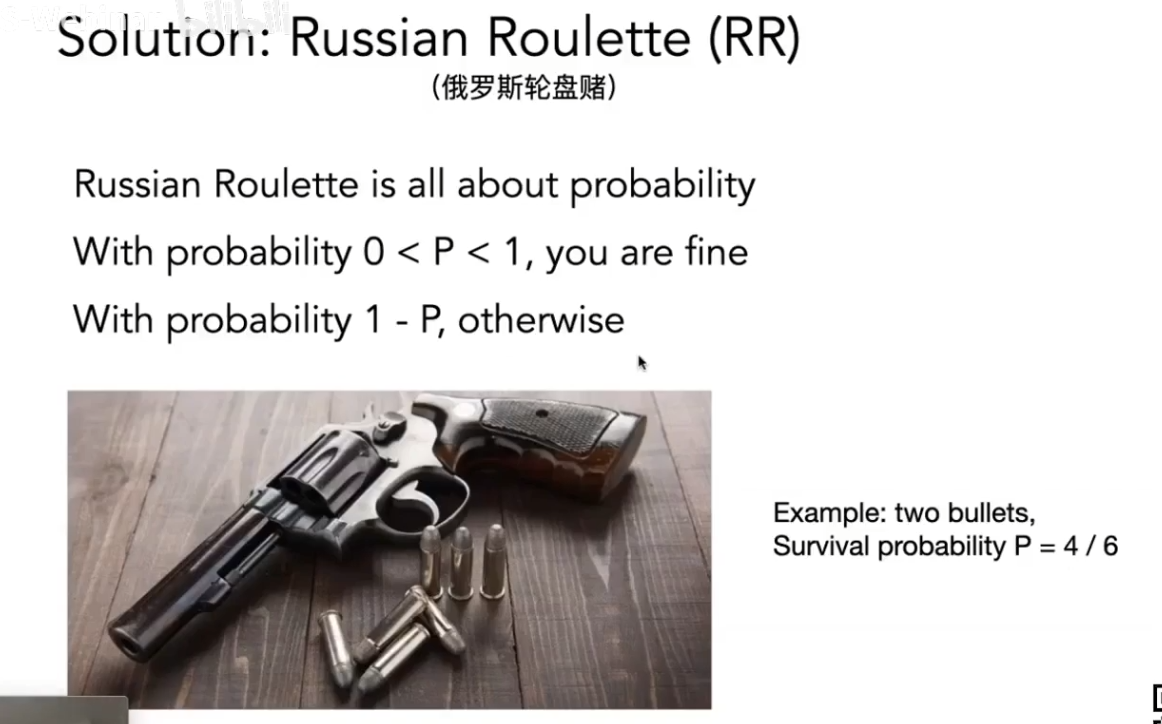 Solution: Russian Roulette (RR)
（俄罗斯轮盘赌）
Russian Roulette is all about probability
With probability 0 < P < 1, you are fine
With probability 1 - P, otherwise
Example: two bullets,
Survival probability P = 4 / 6